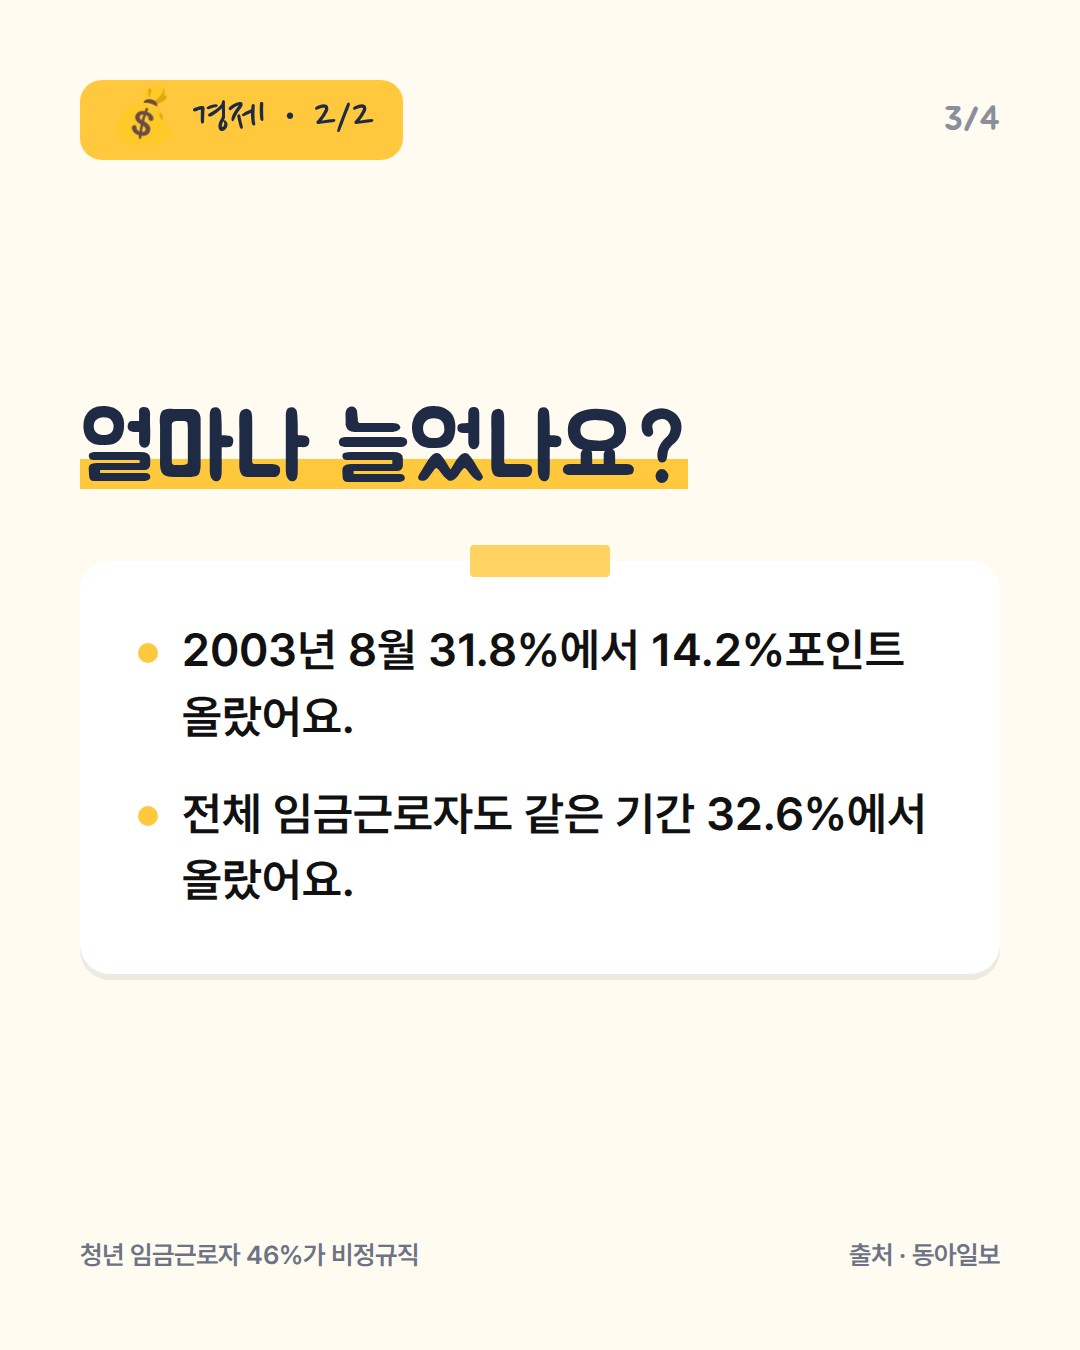 경제 · 2/2
3/4
얼마나 늘었나요?
2003년 8월 31.8%에서 14.2%포인트
올랐어요.
전체 임금근로자도 같은 기간 32.6%에서
올랐어요.
청년 임금근로자 46%가 비정규직
출처 · 동아일보